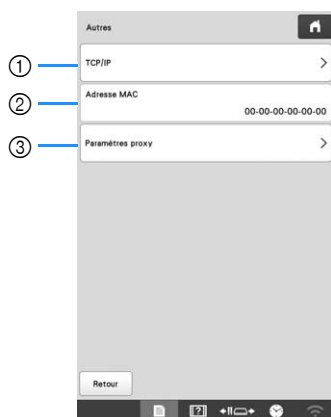 Autres
① TCP/IP
② Adresse MAC
00-00-00-00-00-00
③ Paramètres proxy
Retour